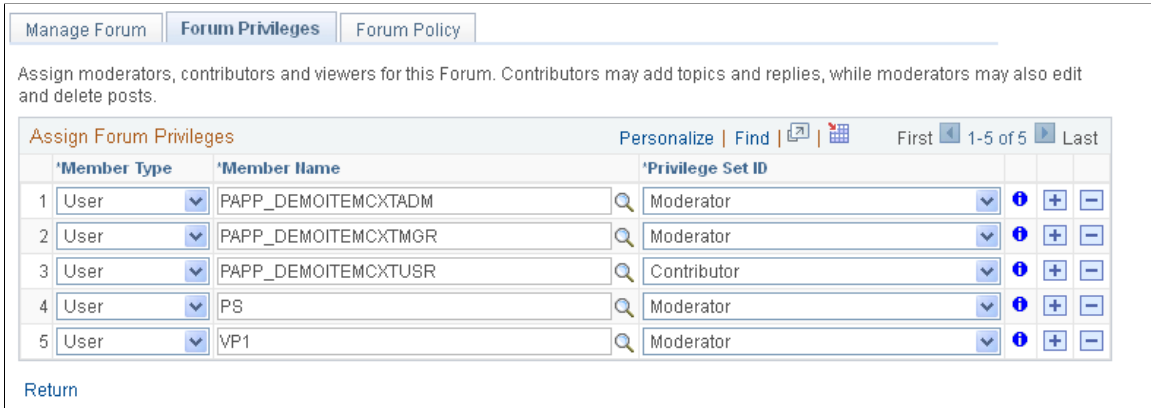 Manage Forum Forum Privileges Forum Policy
Assign moderators, contributors and viewers for this Forum. Contributors may add topics and replies, while moderators may also edit
and delete posts.
Assign Forum Privileges Personalize | Find | | First 1-5 of 5 Last
*Member Type *Member Name *Privilege Set ID
1 User PAPP_DEMOITEMCXTADM Moderator
2 User PAPP_DEMOITEMCXTMGR Moderator
3 User PAPP_DEMOITEMCXTUSR Contributor
4 User PS Moderator
5 User VP1 Moderator
Return